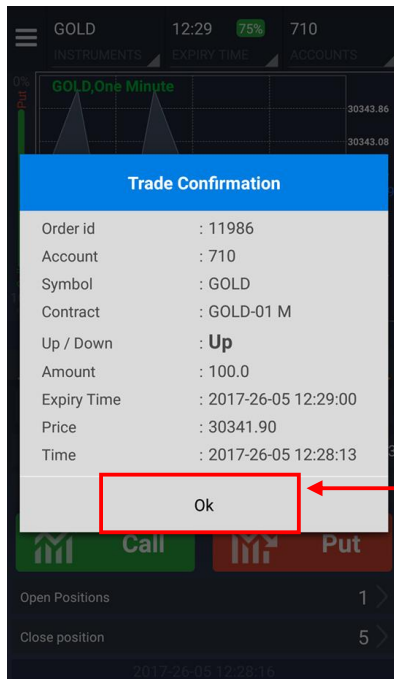 GOLD 12:29 75% 710
INSTRUMENTS EXPIRY TIME ACCOUNTS
0%
Put
GOLD,One Minute
30343.86
30343.08
Trade Confirmation
Order id : 11986
Account : 710
Symbol : GOLD
Contract : GOLD-01 M
Up / Down : Up
Amount : 100.0
Expiry Time : 2017-26-05 12:29:00
Price : 30341.90
Time : 2017-26-05 12:28:13
Ok
Call Put
Open Positions 1
Close position 5
2017-26-05 12:28:16